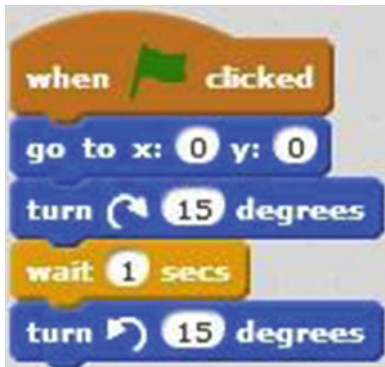 when clicked
go to x: 0 y: 0
turn 15 degrees
wait 1 secs
turn 15 degrees